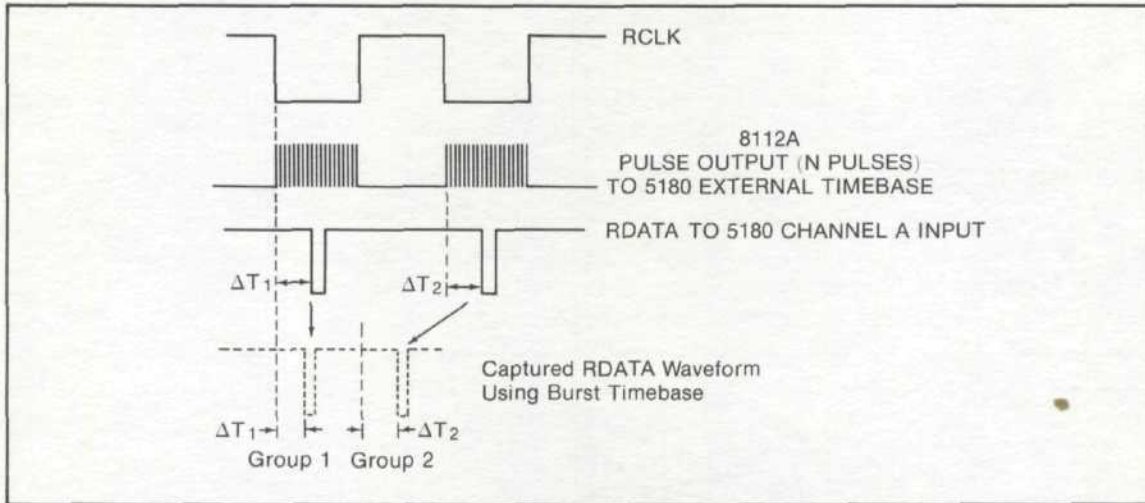 RCLK
8112A
PULSE OUTPUT (N PULSES)
TO 5180 EXTERNAL TIMEBASE
RDATA TO 5180 CHANNEL A INPUT
ΔT₁
ΔT₂
Captured RDATA Waveform
Using Burst Timebase
ΔT₁
ΔT₂
Group 1
Group 2